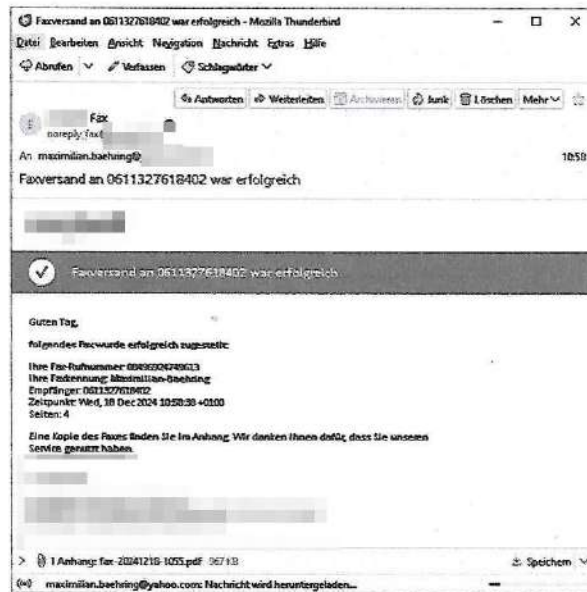 Faxversand an 0611327618402 war erfolgreich - Mozilla Thunderbird
Datei Bearbeiten Ansicht Navigation Nachricht Extras Hilfe
Abrufen Verfassen Schlagwörter
Antworten Weiterleiten Archivieren Junk Löschen Mehr
Fax
noreply
An maximilian.baehring@
10:58
Faxversand an 0611327618402 war erfolgreich
Faxversand an 0611327618402 war erfolgreich
Guten Tag,
folgendes Fax wurde erfolgreich zugestellt:
Ihre Fax-Rufnummer: 00496924749613
Ihre Faxkennung: Maximilian-Baehring
Empfänger: 0611327618402
Zeitpunkt: Wed, 18 Dec 2024 10:58:38 +0100
Seiten: 4
Eine Kopie des Faxes finden Sie im Anhang. Wir danken Ihnen dafür, dass Sie unseren
Service genutzt haben.
1 Anhang: fax-20241218-1055.pdf 967 KB
Speichern
maximilian.baehring@yahoo.com: Nachricht wird heruntergeladen...